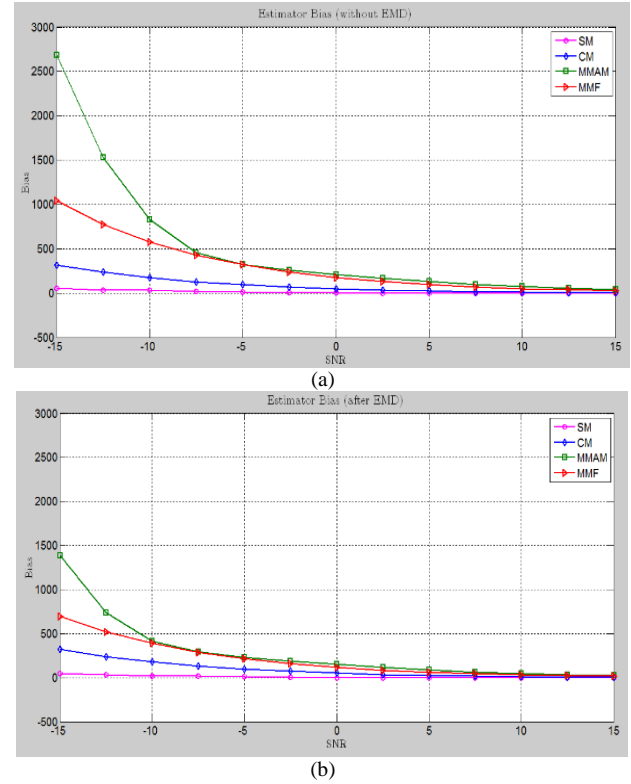 Estimator Bias (without EMD)
3000
2500
2000
1500
1000
500
0
-500
Bias
SM
CM
MMAM
MMF
-15
-10
-5
0
5
10
15
SNR
(a)
Estimator Bias (after EMD)
3000
2500
2000
1500
1000
500
0
-500
Bias
SM
CM
MMAM
MMF
-15
-10
-5
0
5
10
15
SNR
(b)